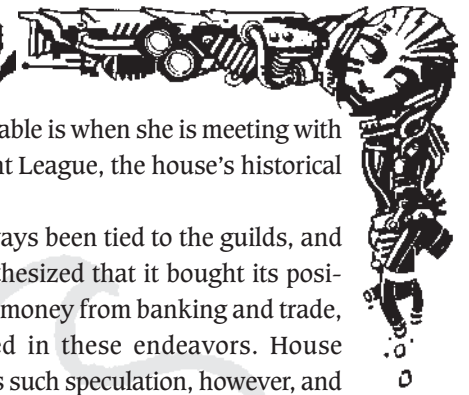 able is when she is meeting with
nt League, the house’s historical
ays been tied to the guilds, and
thesized that it bought its posi-
money from banking and trade,
ed in these endeavors. House
s such speculation, however, and